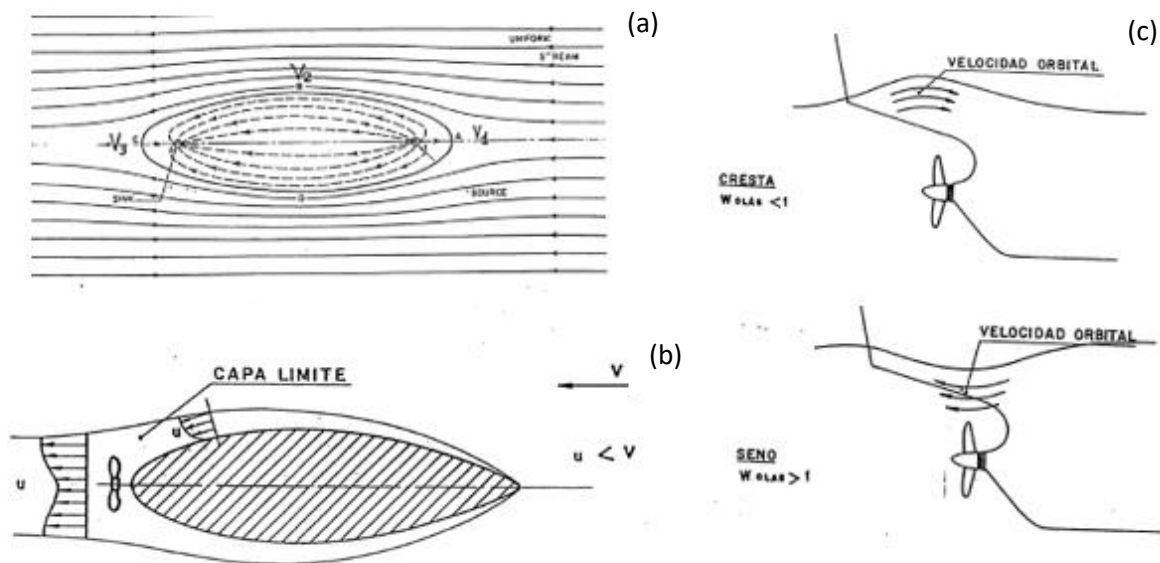 (a)
UNIFORM
STREAM
V2
B
V3
C
A
V1
SINK
D
SOURCE
(b)
CAPA LIMITE
V
u
u < V
u
(c)
VELOCIDAD ORBITAL
CRESTA
W OLAS < 1
VELOCIDAD ORBITAL
SENO
W OLAS > 1